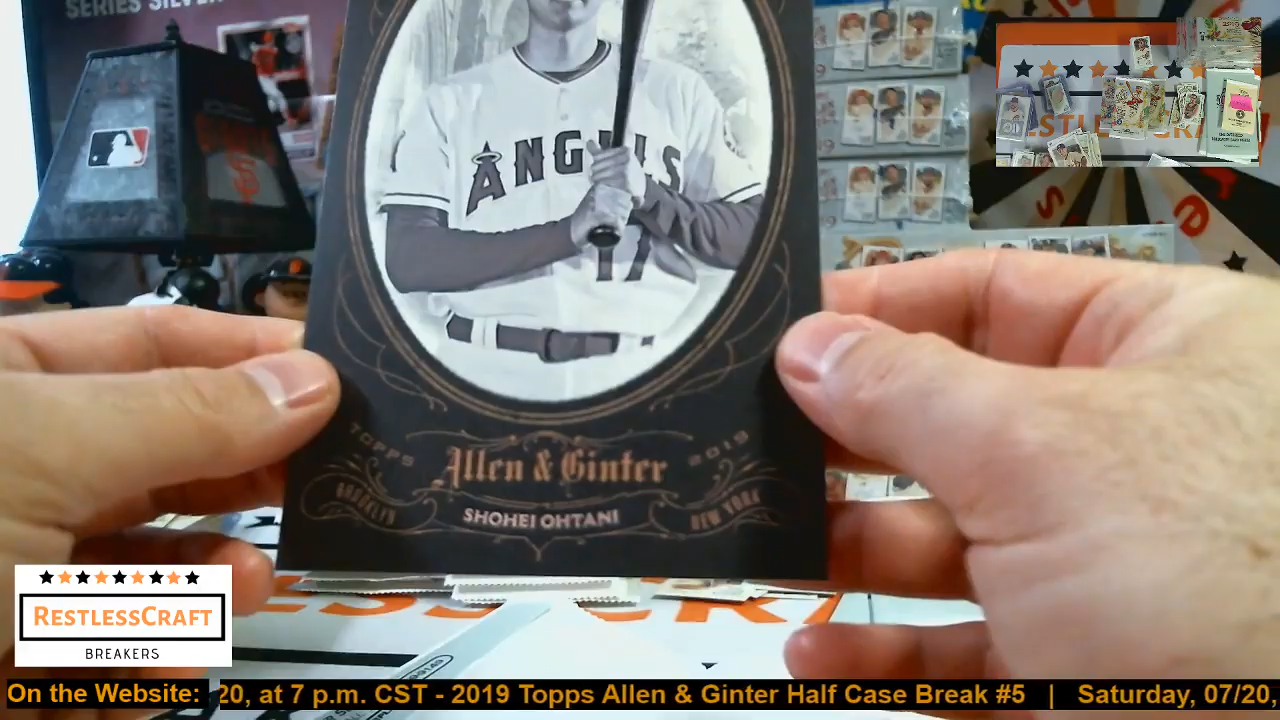 SERIES SILVER
ANGELS
17
TOPPS 2019
Allen & Ginter
BROOKLYN NEW YORK
SHOHEI OHTANI
RESTLESSCRAFT
BREAKERS
On the Website: 20, at 7 p.m. CST - 2019 Topps Allen & Ginter Half Case Break #5 | Saturday, 07/20,